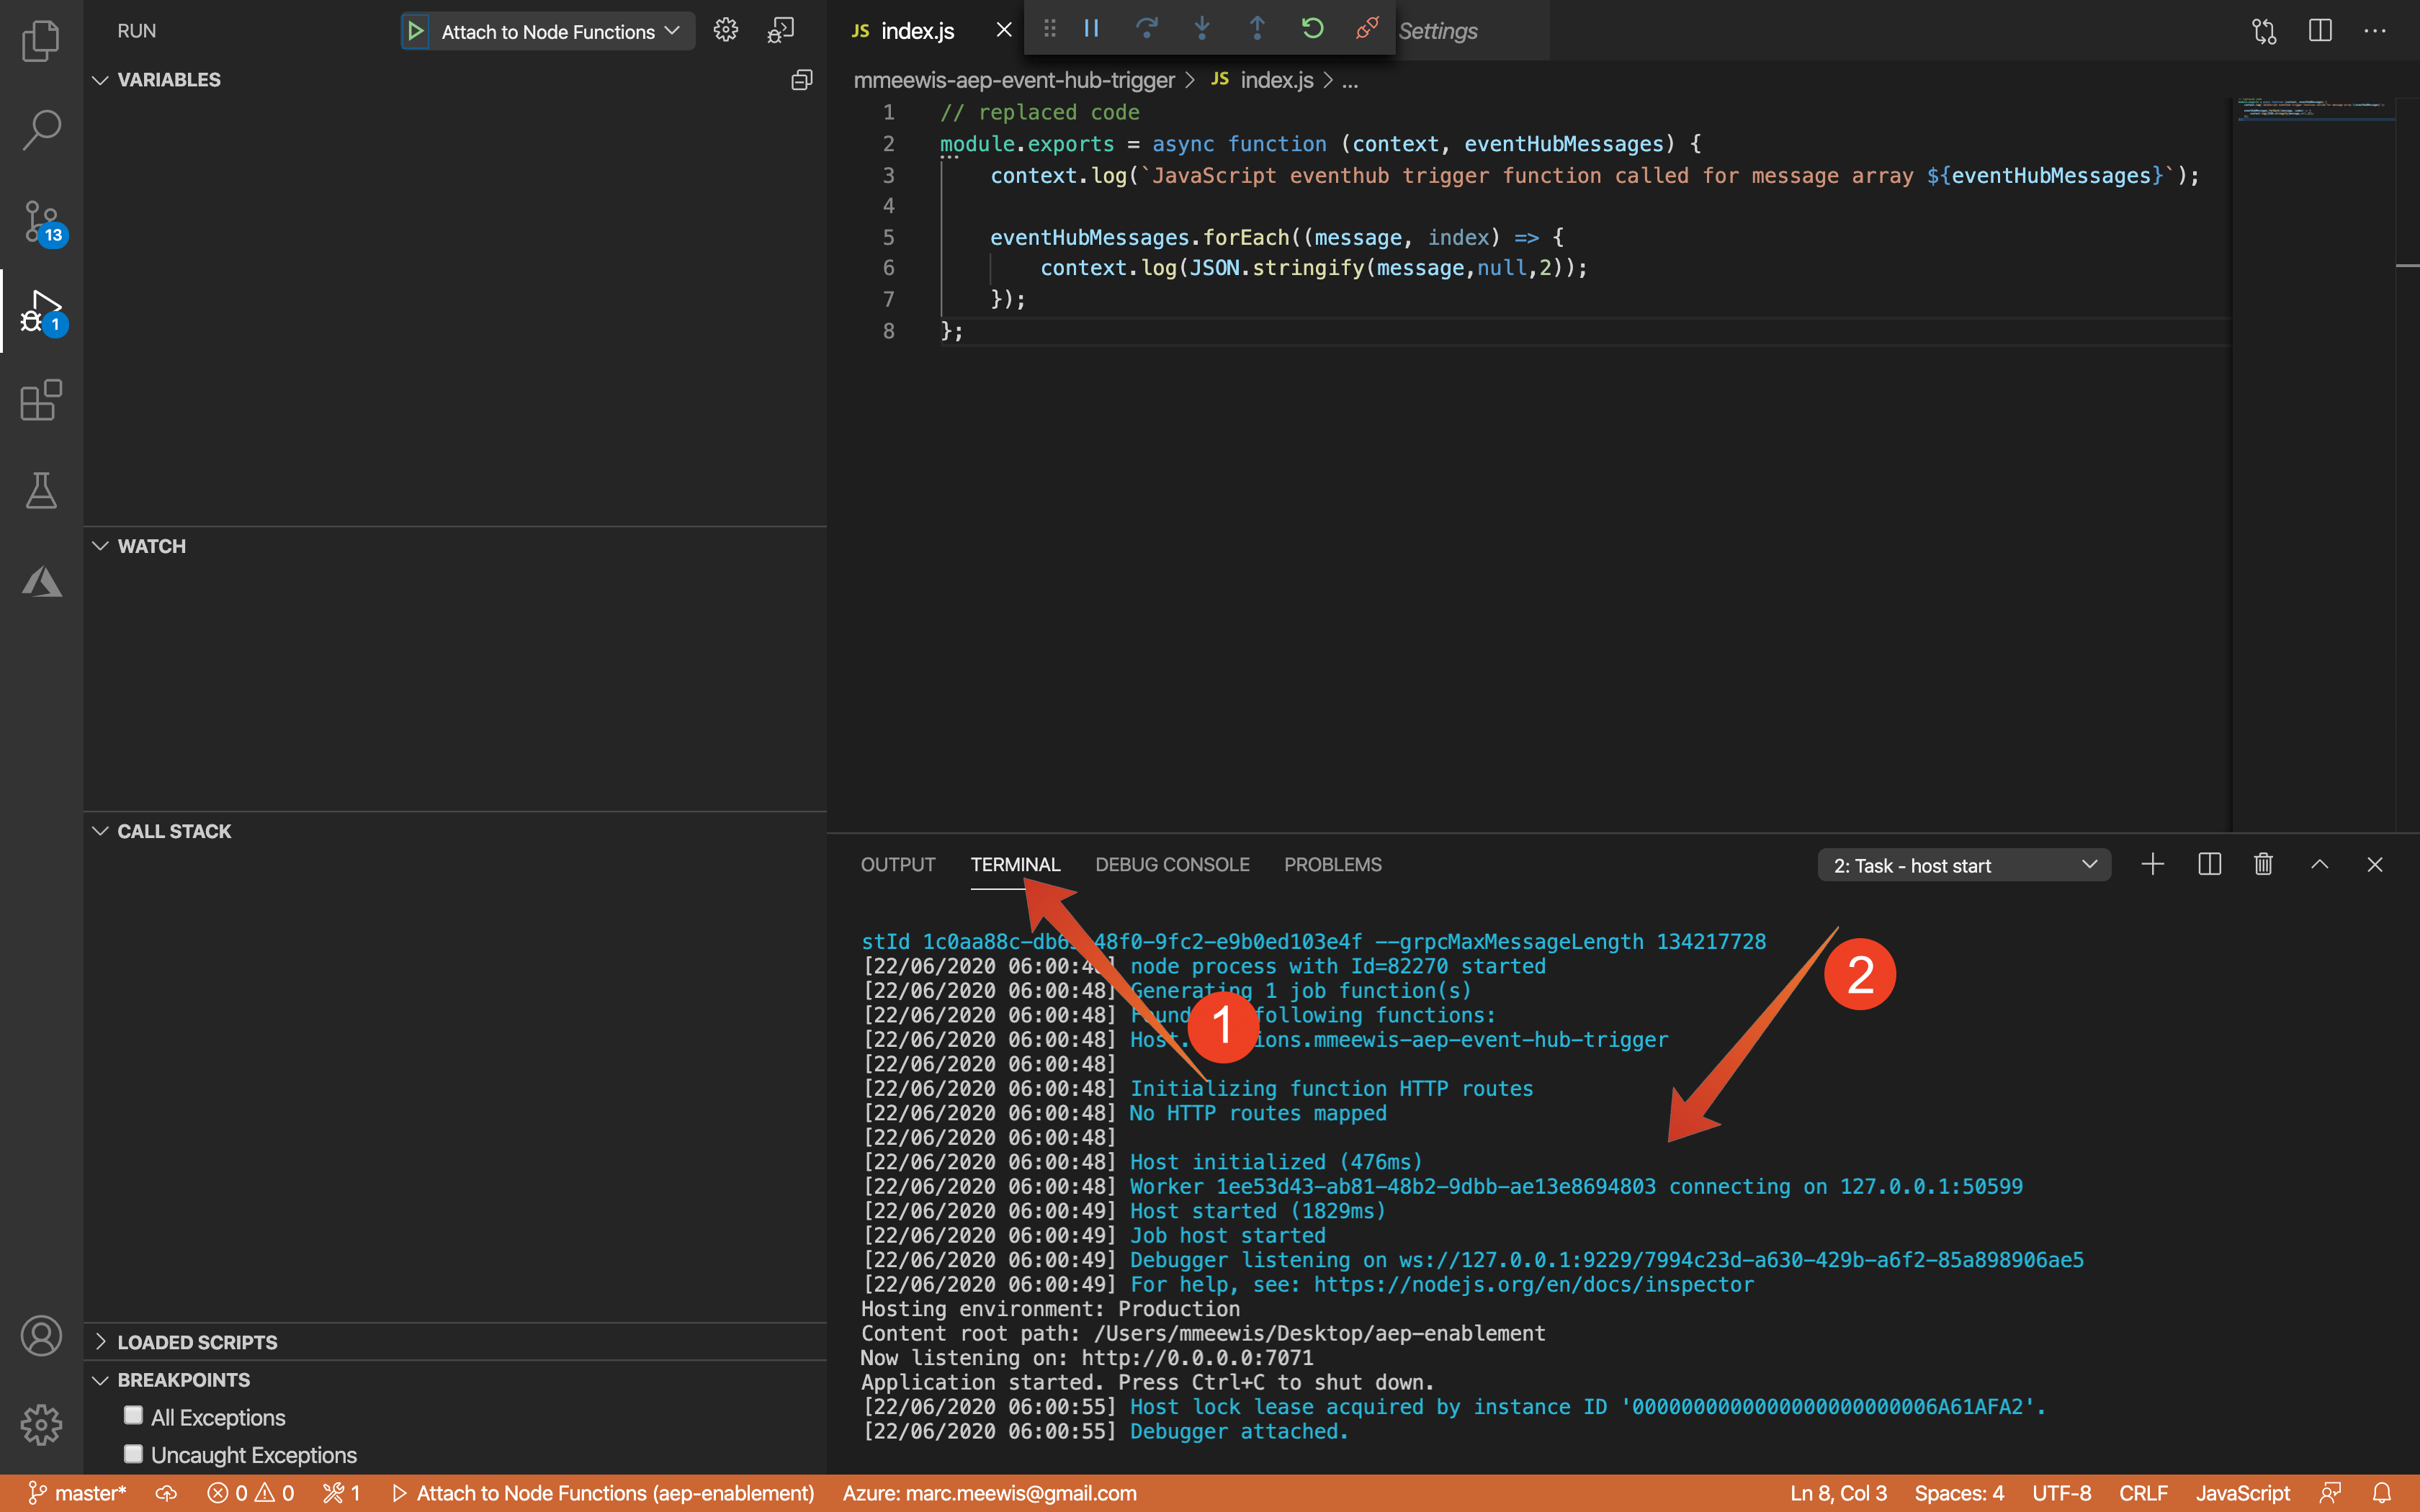 RUN
Attach to Node Functions
VARIABLES
WATCH
CALL STACK
LOADED SCRIPTS
BREAKPOINTS
All Exceptions
Uncaught Exceptions
13
1
JS index.js
Settings
mmeewis-aep-event-hub-trigger > JS index.js > ...
1 // replaced code
2 module.exports = async function (context, eventHubMessages) {
3 context.log(`JavaScript eventhub trigger function called for message array ${eventHubMessages}`);
4
5 eventHubMessages.forEach((message, index) => {
6 context.log(JSON.stringify(message,null,2));
7 });
8 };
OUTPUT TERMINAL DEBUG CONSOLE PROBLEMS
2: Task - host start
stId 1c0aa88c-db6 48f0-9fc2-e9b0ed103e4f --grpcMaxMessageLength 134217728
[22/06/2020 06:00:4 ] node process with Id=82270 started
[22/06/2020 06:00:48] Generating 1 job function(s)
[22/06/2020 06:00:48] Found following functions:
[22/06/2020 06:00:48] Host. ions.mmeewis-aep-event-hub-trigger
[22/06/2020 06:00:48]
[22/06/2020 06:00:48] Initializing function HTTP routes
[22/06/2020 06:00:48] No HTTP routes mapped
[22/06/2020 06:00:48]
[22/06/2020 06:00:48] Host initialized (476ms)
[22/06/2020 06:00:48] Worker 1ee53d43-ab81-48b2-9dbb-ae13e8694803 connecting on 127.0.0.1:50599
[22/06/2020 06:00:49] Host started (1829ms)
[22/06/2020 06:00:49] Job host started
[22/06/2020 06:00:49] Debugger listening on ws://127.0.0.1:9229/7994c23d-a630-429b-a6f2-85a898906ae5
[22/06/2020 06:00:49] For help, see: https://nodejs.org/en/docs/inspector
Hosting environment: Production
Content root path: /Users/mmeewis/Desktop/aep-enablement
Now listening on: http://0.0.0.0:7071
Application started. Press Ctrl+C to shut down.
[22/06/2020 06:00:55] Host lock lease acquired by instance ID '0000000000000000000000006A61AFA2'.
[22/06/2020 06:00:55] Debugger attached.
1
2
master* 0 0 1 Attach to Node Functions (aep-enablement) Azure: marc.meewis@gmail.com Ln 8, Col 3 Spaces: 4 UTF-8 CRLF JavaScript